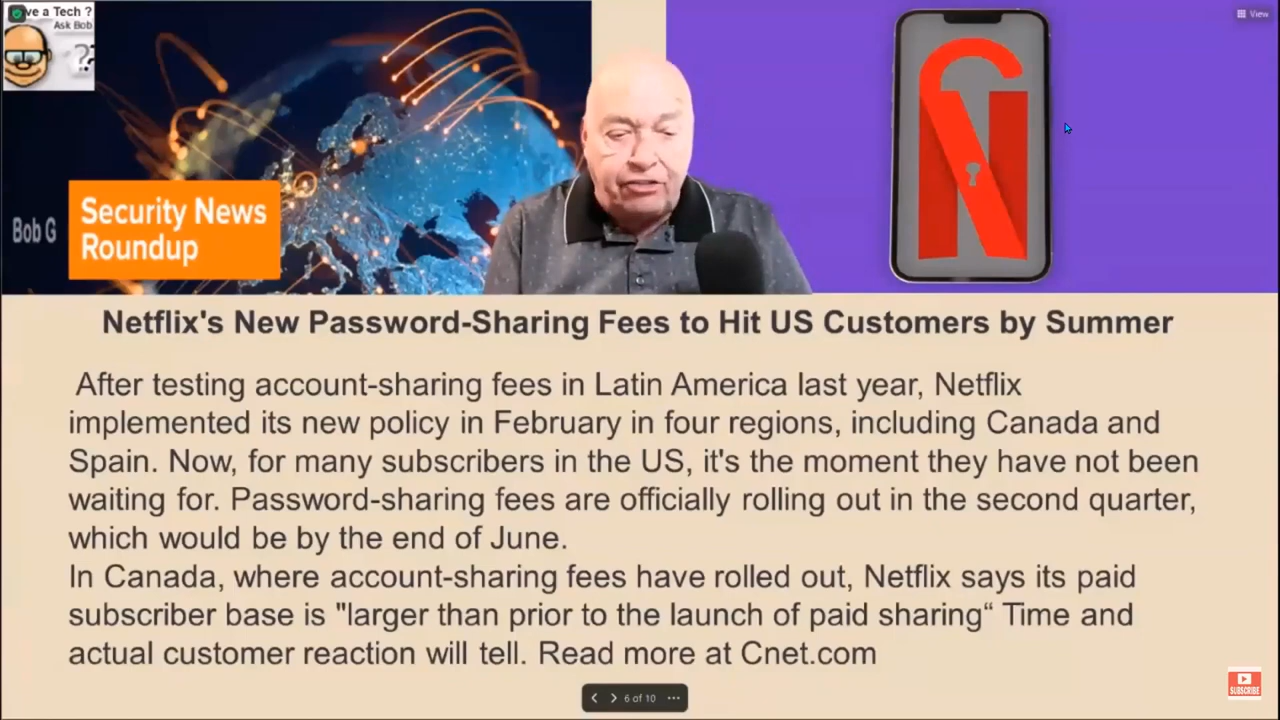 ve a Tech ?
Ask Bob
??
View
Bob G
Security News
Roundup
N
Netflix's New Password-Sharing Fees to Hit US Customers by Summer
After testing account-sharing fees in Latin America last year, Netflix
implemented its new policy in February in four regions, including Canada and
Spain. Now, for many subscribers in the US, it's the moment they have not been
waiting for. Password-sharing fees are officially rolling out in the second quarter,
which would be by the end of June.
In Canada, where account-sharing fees have rolled out, Netflix says its paid
subscriber base is "larger than prior to the launch of paid sharing“ Time and
actual customer reaction will tell. Read more at Cnet.com
6 of 10
SUBSCRIBE